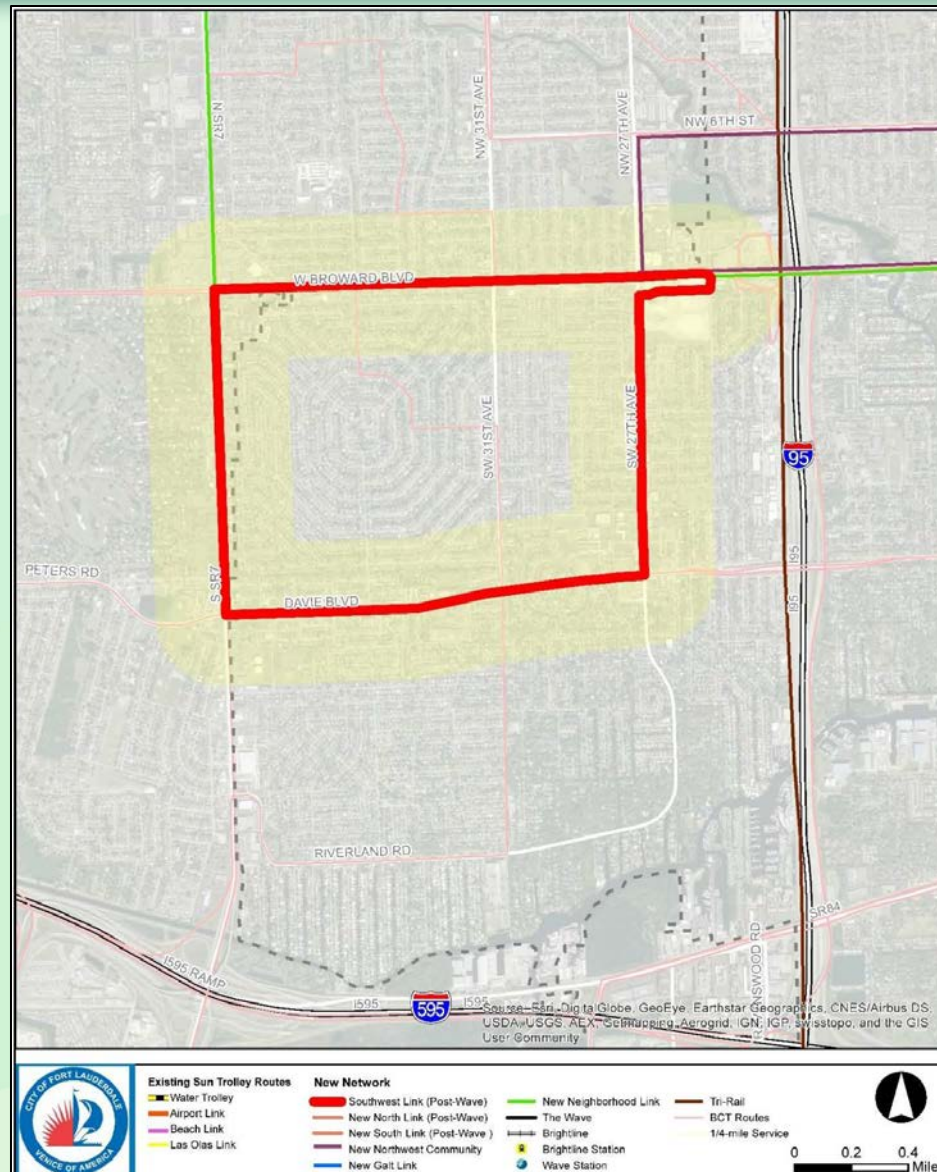 N SR7
NW 31ST AVE
NW 27TH AVE
NW 6TH ST
W BROWARD BLVD
SW 31ST AVE
SW 27TH AVE
95
I95
I95
PETERS RD
S SR7
DAVIE BLVD
RIVERLAND RD
SR84
I595 RAMP
I595
595
I595
Source: Esri, DigitalGlobe, GeoEye, Earthstar Geographics, CNES/Airbus DS,
USDA, USGS, AEX, Getmapping, Aerogrid, IGN, IGP, swisstopo, and the GIS
User Community
CITY OF FORT LAUDERDALE
VENICE OF AMERICA
Existing Sun Trolley Routes
Water Trolley
Airport Link
Beach Link
Las Olas Link
New Network
Southwest Link (Post-Wave)
New North Link (Post-Wave)
New South Link (Post-Wave )
New Northwest Community
New Galt Link
New Neighborhood Link
The Wave
Brightline
Brightline Station
Wave Station
Tri-Rail
BCT Routes
1/4-mile Service
0 0.2 0.4